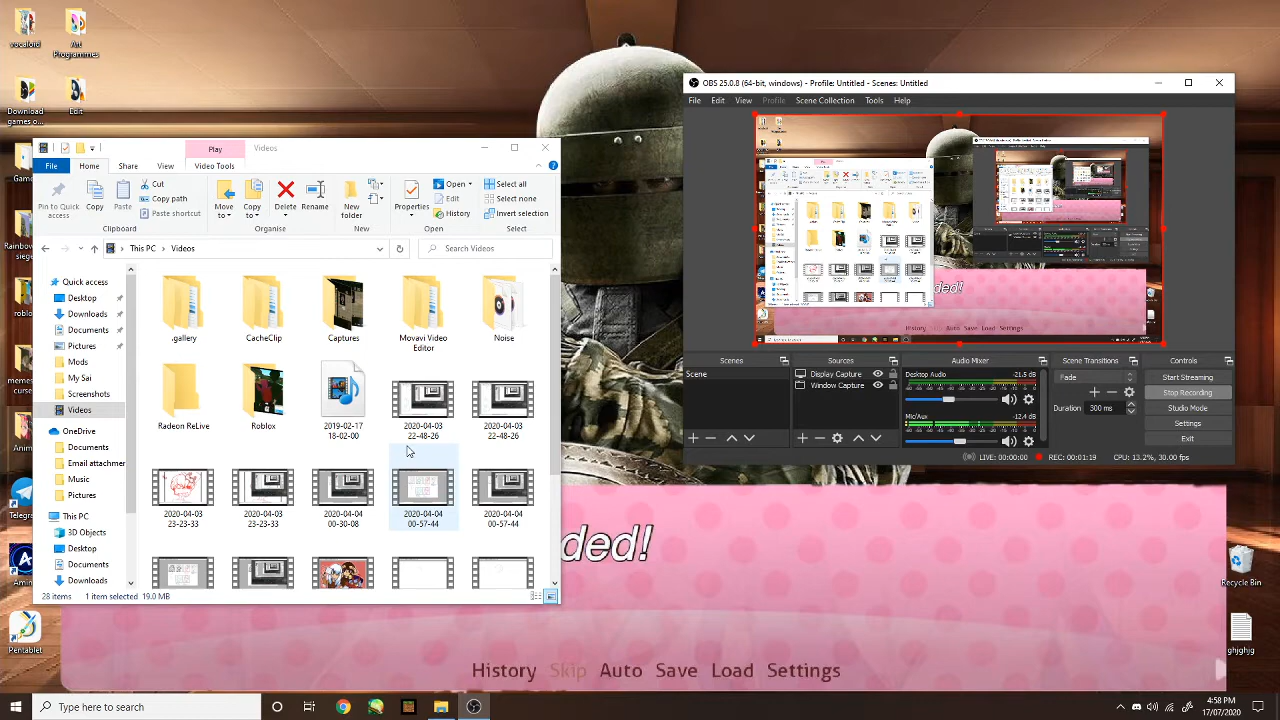 vocaloid
Art
Programmes
Download
games o...
Edit
OBS 25.0.8 (64-bit, windows) - Profile: Untitled - Scenes: Untitled
File Edit View Profile Scene Collection Tools Help
Play
Videos
File Home Share View Video Tools
Pin to Quick
access
Copy
Paste
Cut
Copy path
Paste shortcut
Move
to
Copy
to
Delete
Rename
New
folder
Properties
Open
Edit
History
Select all
Select none
Invert selection
Clipboard Organise New Open Select
This PC Videos
Search Videos
Quick access
Desktop
Downloads
Documents
Pictures
Mods
My Sai
Screenshots
Videos
OneDrive
Documents
Email attachmer
Music
Pictures
This PC
3D Objects
Desktop
Documents
Downloads
.gallery
CacheClip
Captures
Movavi Video
Editor
Noise
Radeon ReLive
Roblox
2019-02-17
18-02-00
2020-04-03
22-48-26
2020-04-03
22-48-26
2020-04-03
23-23-33
2020-04-03
23-23-33
2020-04-04
00-30-08
2020-04-04
00-57-44
2020-04-04
00-57-44
28 items 1 item selected 19.0 MB
Scenes
Scene
Sources
Display Capture
Window Capture
Audio Mixer
Desktop Audio -21.5 dB
Mic/Aux -12.4 dB
Scene Transitions
Fade
Duration 300 ms
Controls
Start Streaming
Stop Recording
Studio Mode
Settings
Exit
LIVE: 00:00:00 REC: 00:01:19 CPU: 13.2%, 30.00 fps
ded!
History Skip Auto Save Load Settings
Pentablet
Recycle Bin
ghjghjg
Type here to search
4:58 PM
17/07/2020